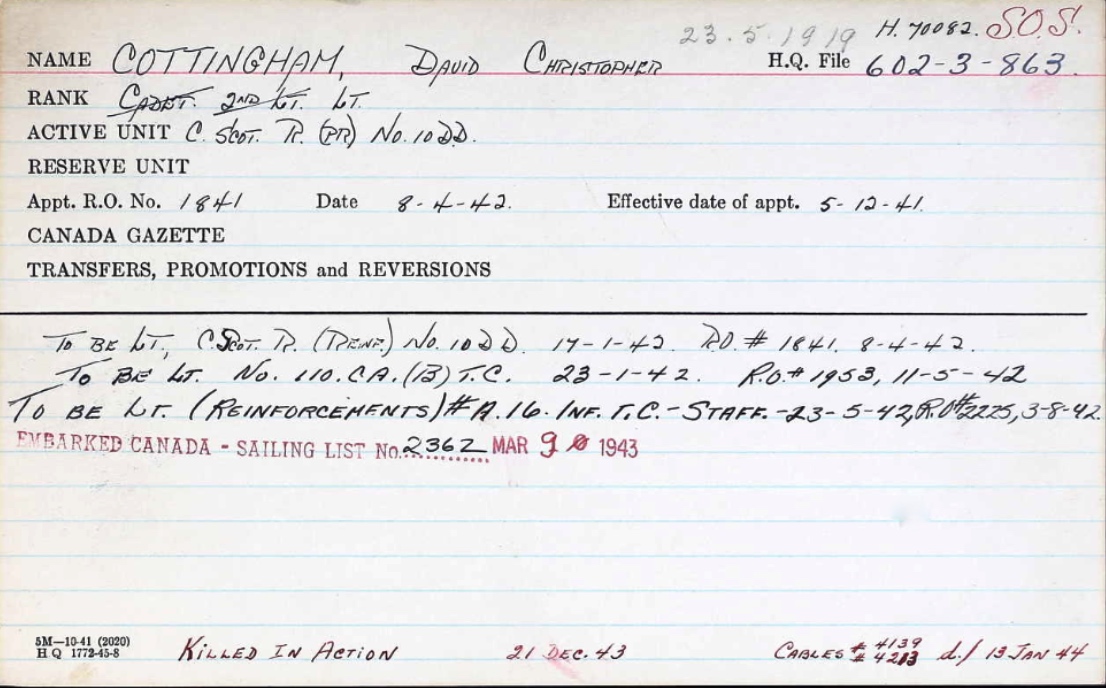 23.5.1919 H. 70082. S.O.S.
NAME COTTINGHAM, DAVID CHRISTOPHER H.Q. File 602-3-863.
RANK CADET. 2ND LT. LT.
ACTIVE UNIT C. SCOT. R. (PR) No. 10 D.D.
RESERVE UNIT
Appt. R.O. No. 1841 Date 8-4-42. Effective date of appt. 5-12-41.
CANADA GAZETTE
TRANSFERS, PROMOTIONS and REVERSIONS
TO BE LT., C. SCOT. R. (REINF.) No. 10 D D. 17-1-42. R.O. # 1841. 8-4-42.
TO BE LT. No. 110. C.A.(B) T.C. 23-1-42. R.O.# 1953, 11-5-42
TO BE LT. (REINFORCEMENTS) # A.16. INF. T.C. - STAFF. - 23-5-42, R.O.#2225, 3-8-42.
EMBARKED CANADA - SAILING LIST No. 2362 MAR 9 1943
5M—10-41 (2020)
H Q 1772-45-8
KILLED IN ACTION 21 DEC. 43 CABLES # 4139 # 4213 d./ 13 JAN 44